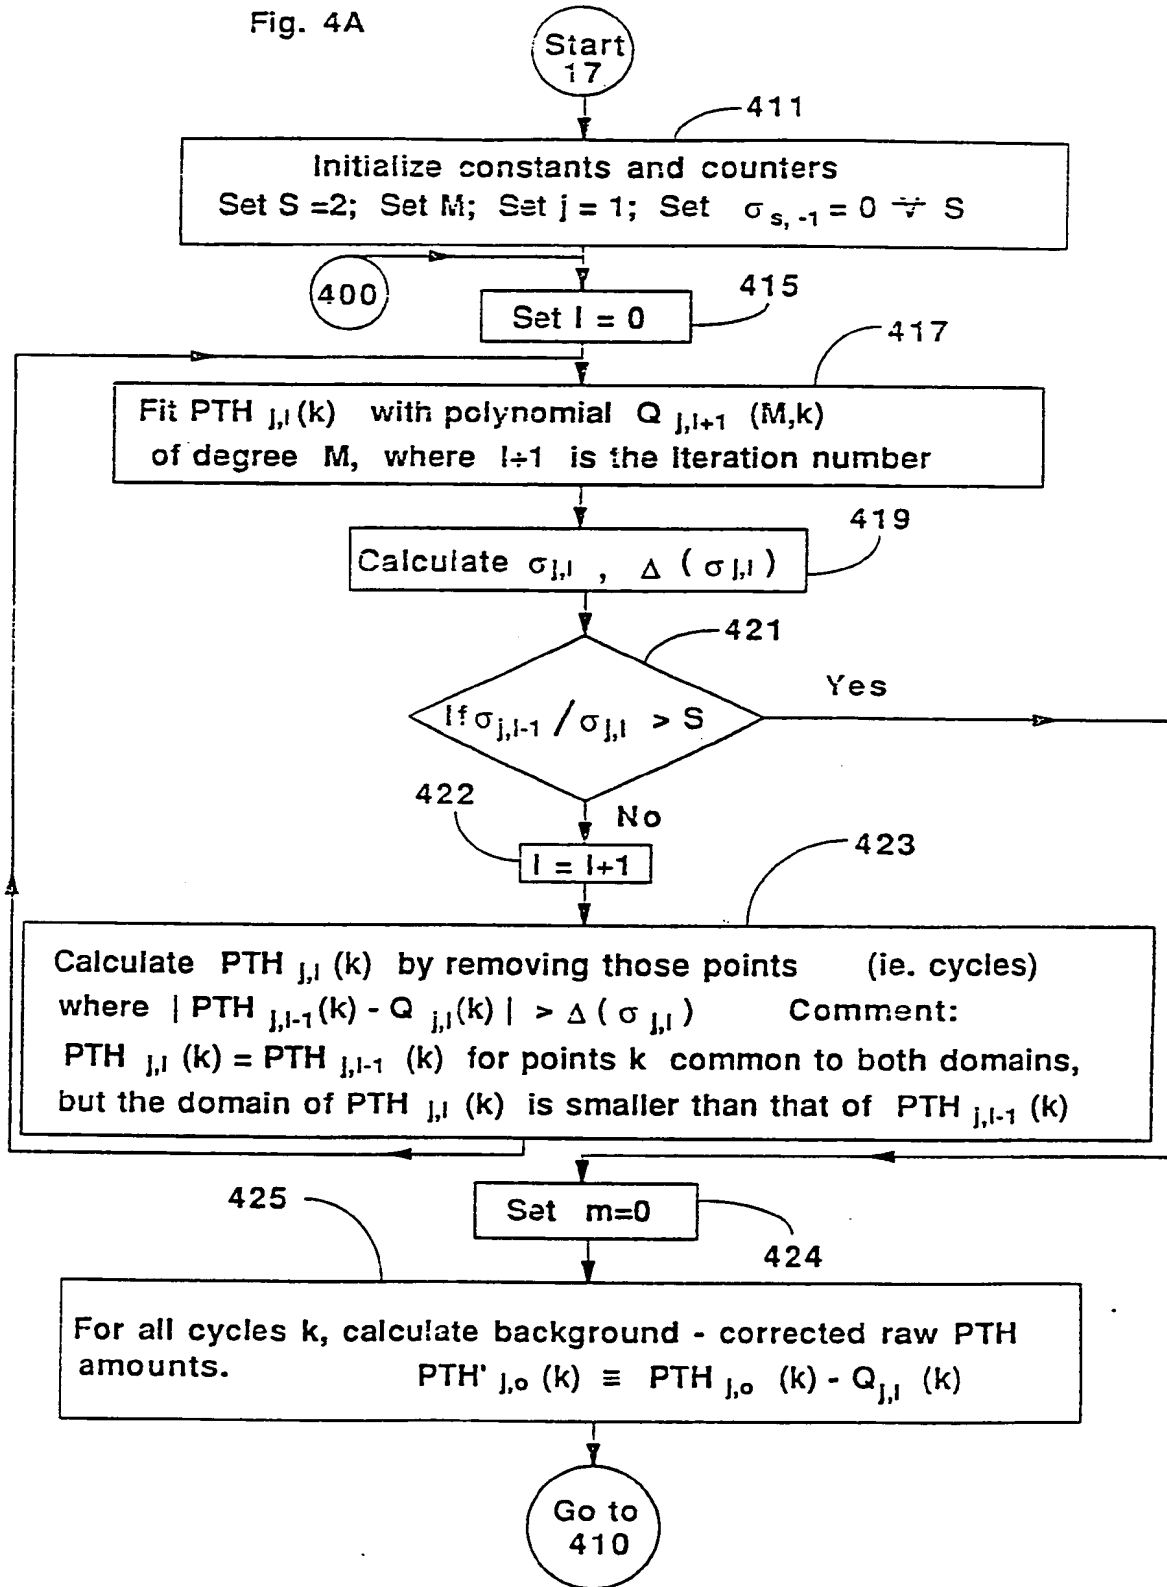 Fig. 4A
Start
17
411
Initialize constants and counters
Set S =2; Set M; Set j = 1; Set σ s, -1 = 0 ∀ S
400
415
Set I = 0
417
Fit PTH j,I (k) with polynomial Q j,I+1 (M,k)
of degree M, where I+1 is the iteration number
419
Calculate σ j,I , Δ ( σ j,I )
421
If σ j,I-1 / σ j,I > S
Yes
422
No
I = I+1
423
Calculate PTH j,I (k) by removing those points (ie. cycles)
where | PTH j,I-1 (k) - Q j,I (k) | > Δ ( σ j,I ) Comment:
PTH j,I (k) = PTH j,I-1 (k) for points k common to both domains,
but the domain of PTH j,I (k) is smaller than that of PTH j,I-1 (k)
425
Set m=0
424
For all cycles k, calculate background - corrected raw PTH
amounts. PTH' j,o (k) ≡ PTH j,o (k) - Q j,I (k)
Go to
410